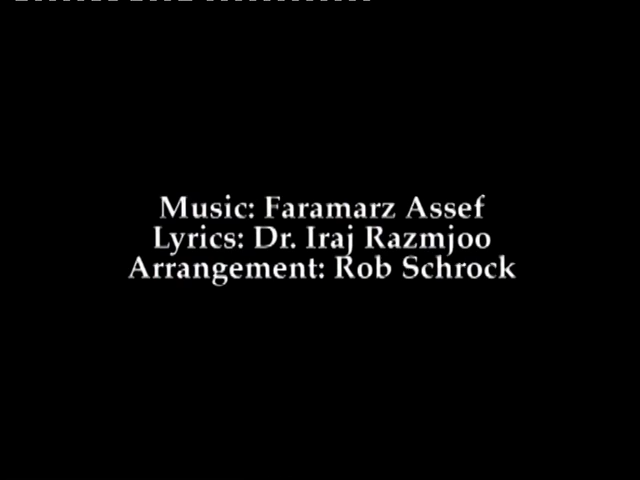 Music: Faramarz Assef
Lyrics: Dr. Iraj Razmjoo
Arrangement: Rob Schrock